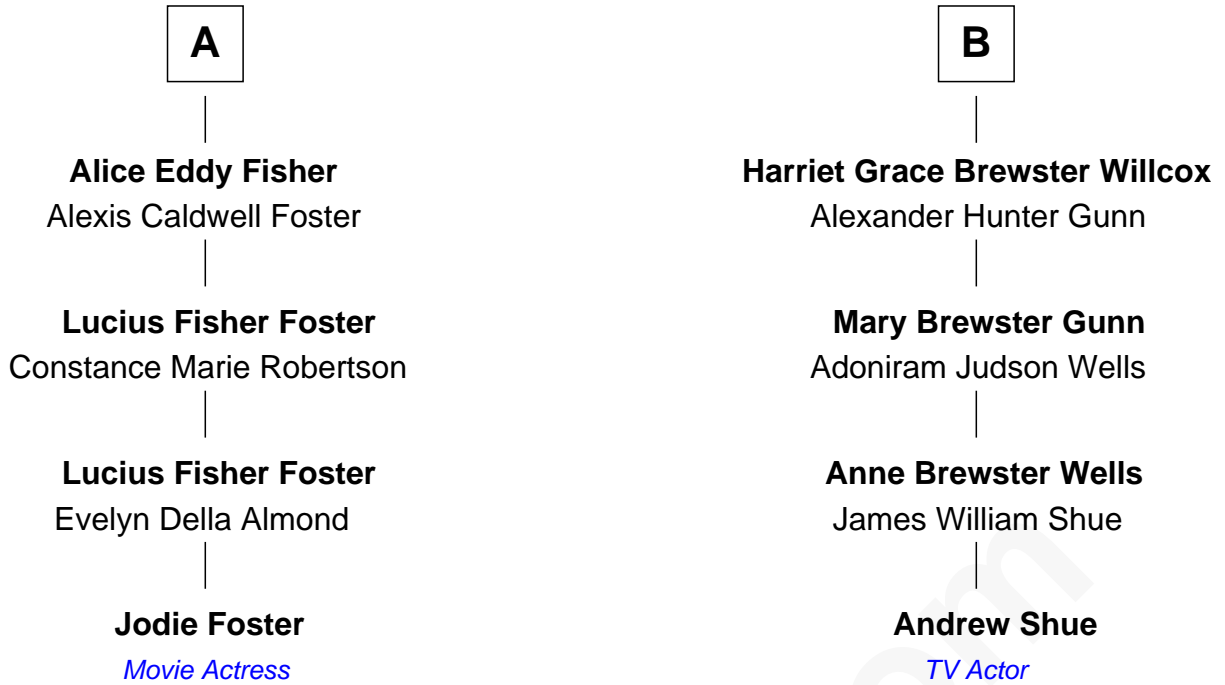 A
Alice Eddy Fisher
Alexis Caldwell Foster
Lucius Fisher Foster
Constance Marie Robertson
Lucius Fisher Foster
Evelyn Della Almond
Jodie Foster
Movie Actress
B
Harriet Grace Brewster Willcox
Alexander Hunter Gunn
Mary Brewster Gunn
Adoniram Judson Wells
Anne Brewster Wells
James William Shue
Andrew Shue
TV Actor
om